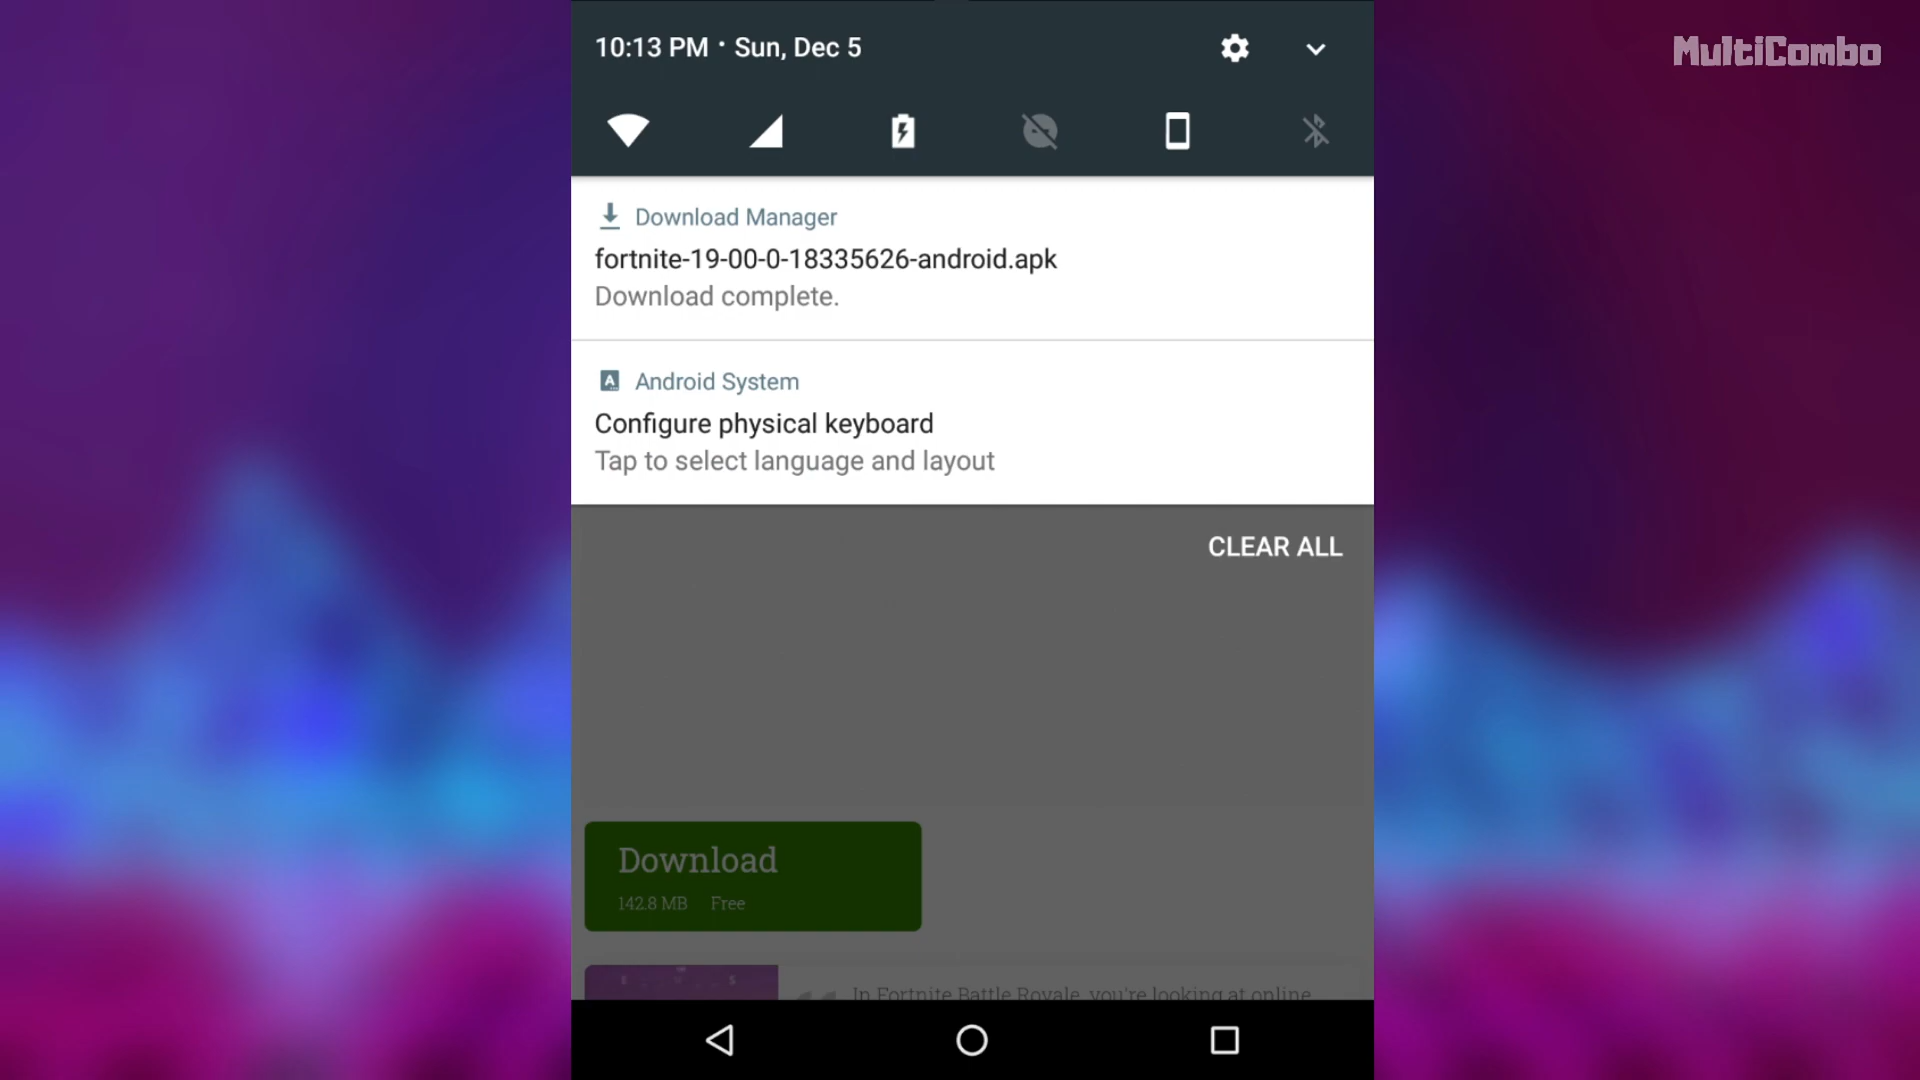 MultiCombo
10:13 PM • Sun, Dec 5
Download Manager
fortnite-19-00-0-18335626-android.apk
Download complete.
Android System
Configure physical keyboard
Tap to select language and layout
CLEAR ALL
Download
142.8 MB Free
In Fortnite Battle Royale, you're looking at online